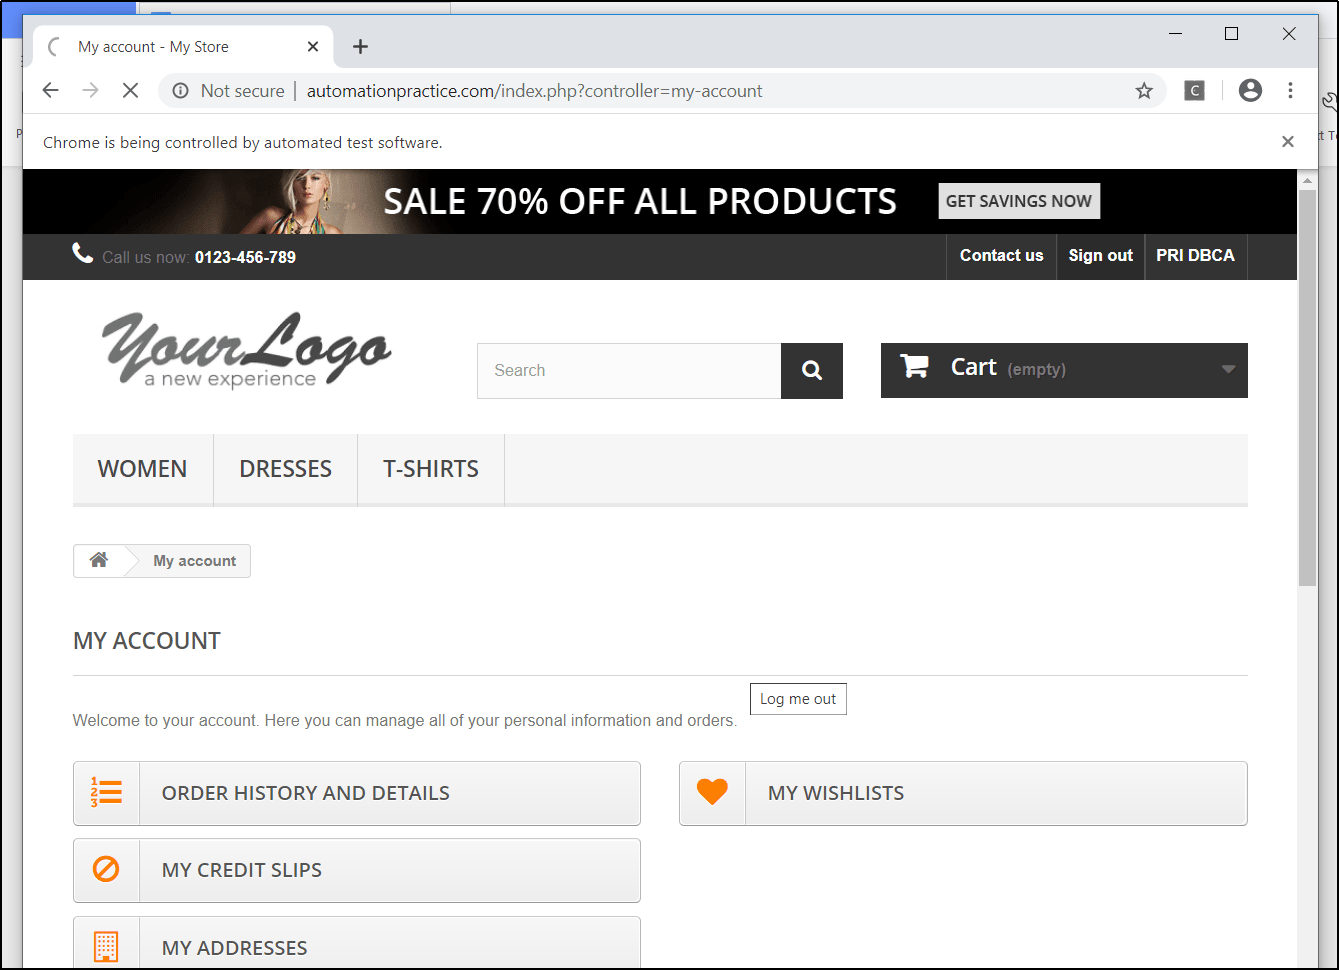 My account - My Store
Not secure | automationpractice.com/index.php?controller=my-account
C
Chrome is being controlled by automated test software.
SALE 70% OFF ALL PRODUCTS
GET SAVINGS NOW
Call us now: 0123-456-789
Contact us
Sign out
PRI DBCA
YourLogo
a new experience
Search
Cart (empty)
WOMEN
DRESSES
T-SHIRTS
My account
MY ACCOUNT
Log me out
Welcome to your account. Here you can manage all of your personal information and orders.
1
2
3
ORDER HISTORY AND DETAILS
MY WISHLISTS
MY CREDIT SLIPS
MY ADDRESSES